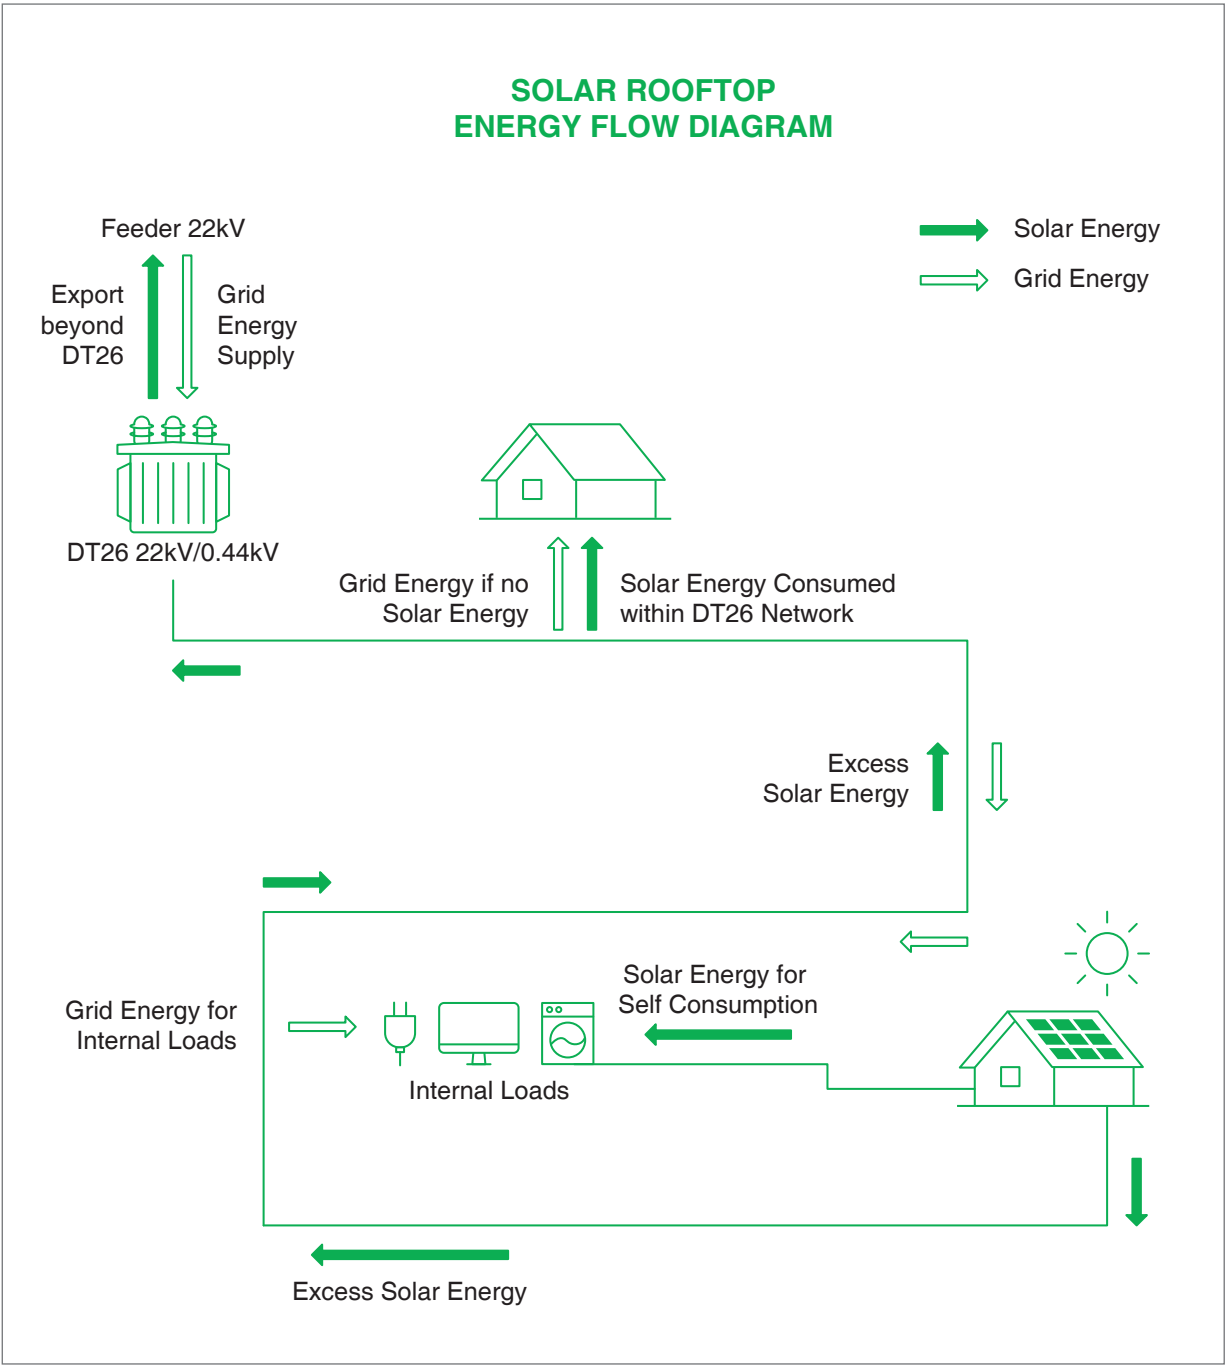 SOLAR ROOFTOP
ENERGY FLOW DIAGRAM
Feeder 22kV
Solar Energy
Grid Energy
Export
beyond
DT26
Grid
Energy
Supply
DT26 22kV/0.44kV
Grid Energy if no
Solar Energy
Solar Energy Consumed
within DT26 Network
Excess
Solar Energy
Solar Energy for
Self Consumption
Grid Energy for
Internal Loads
Internal Loads
Excess Solar Energy